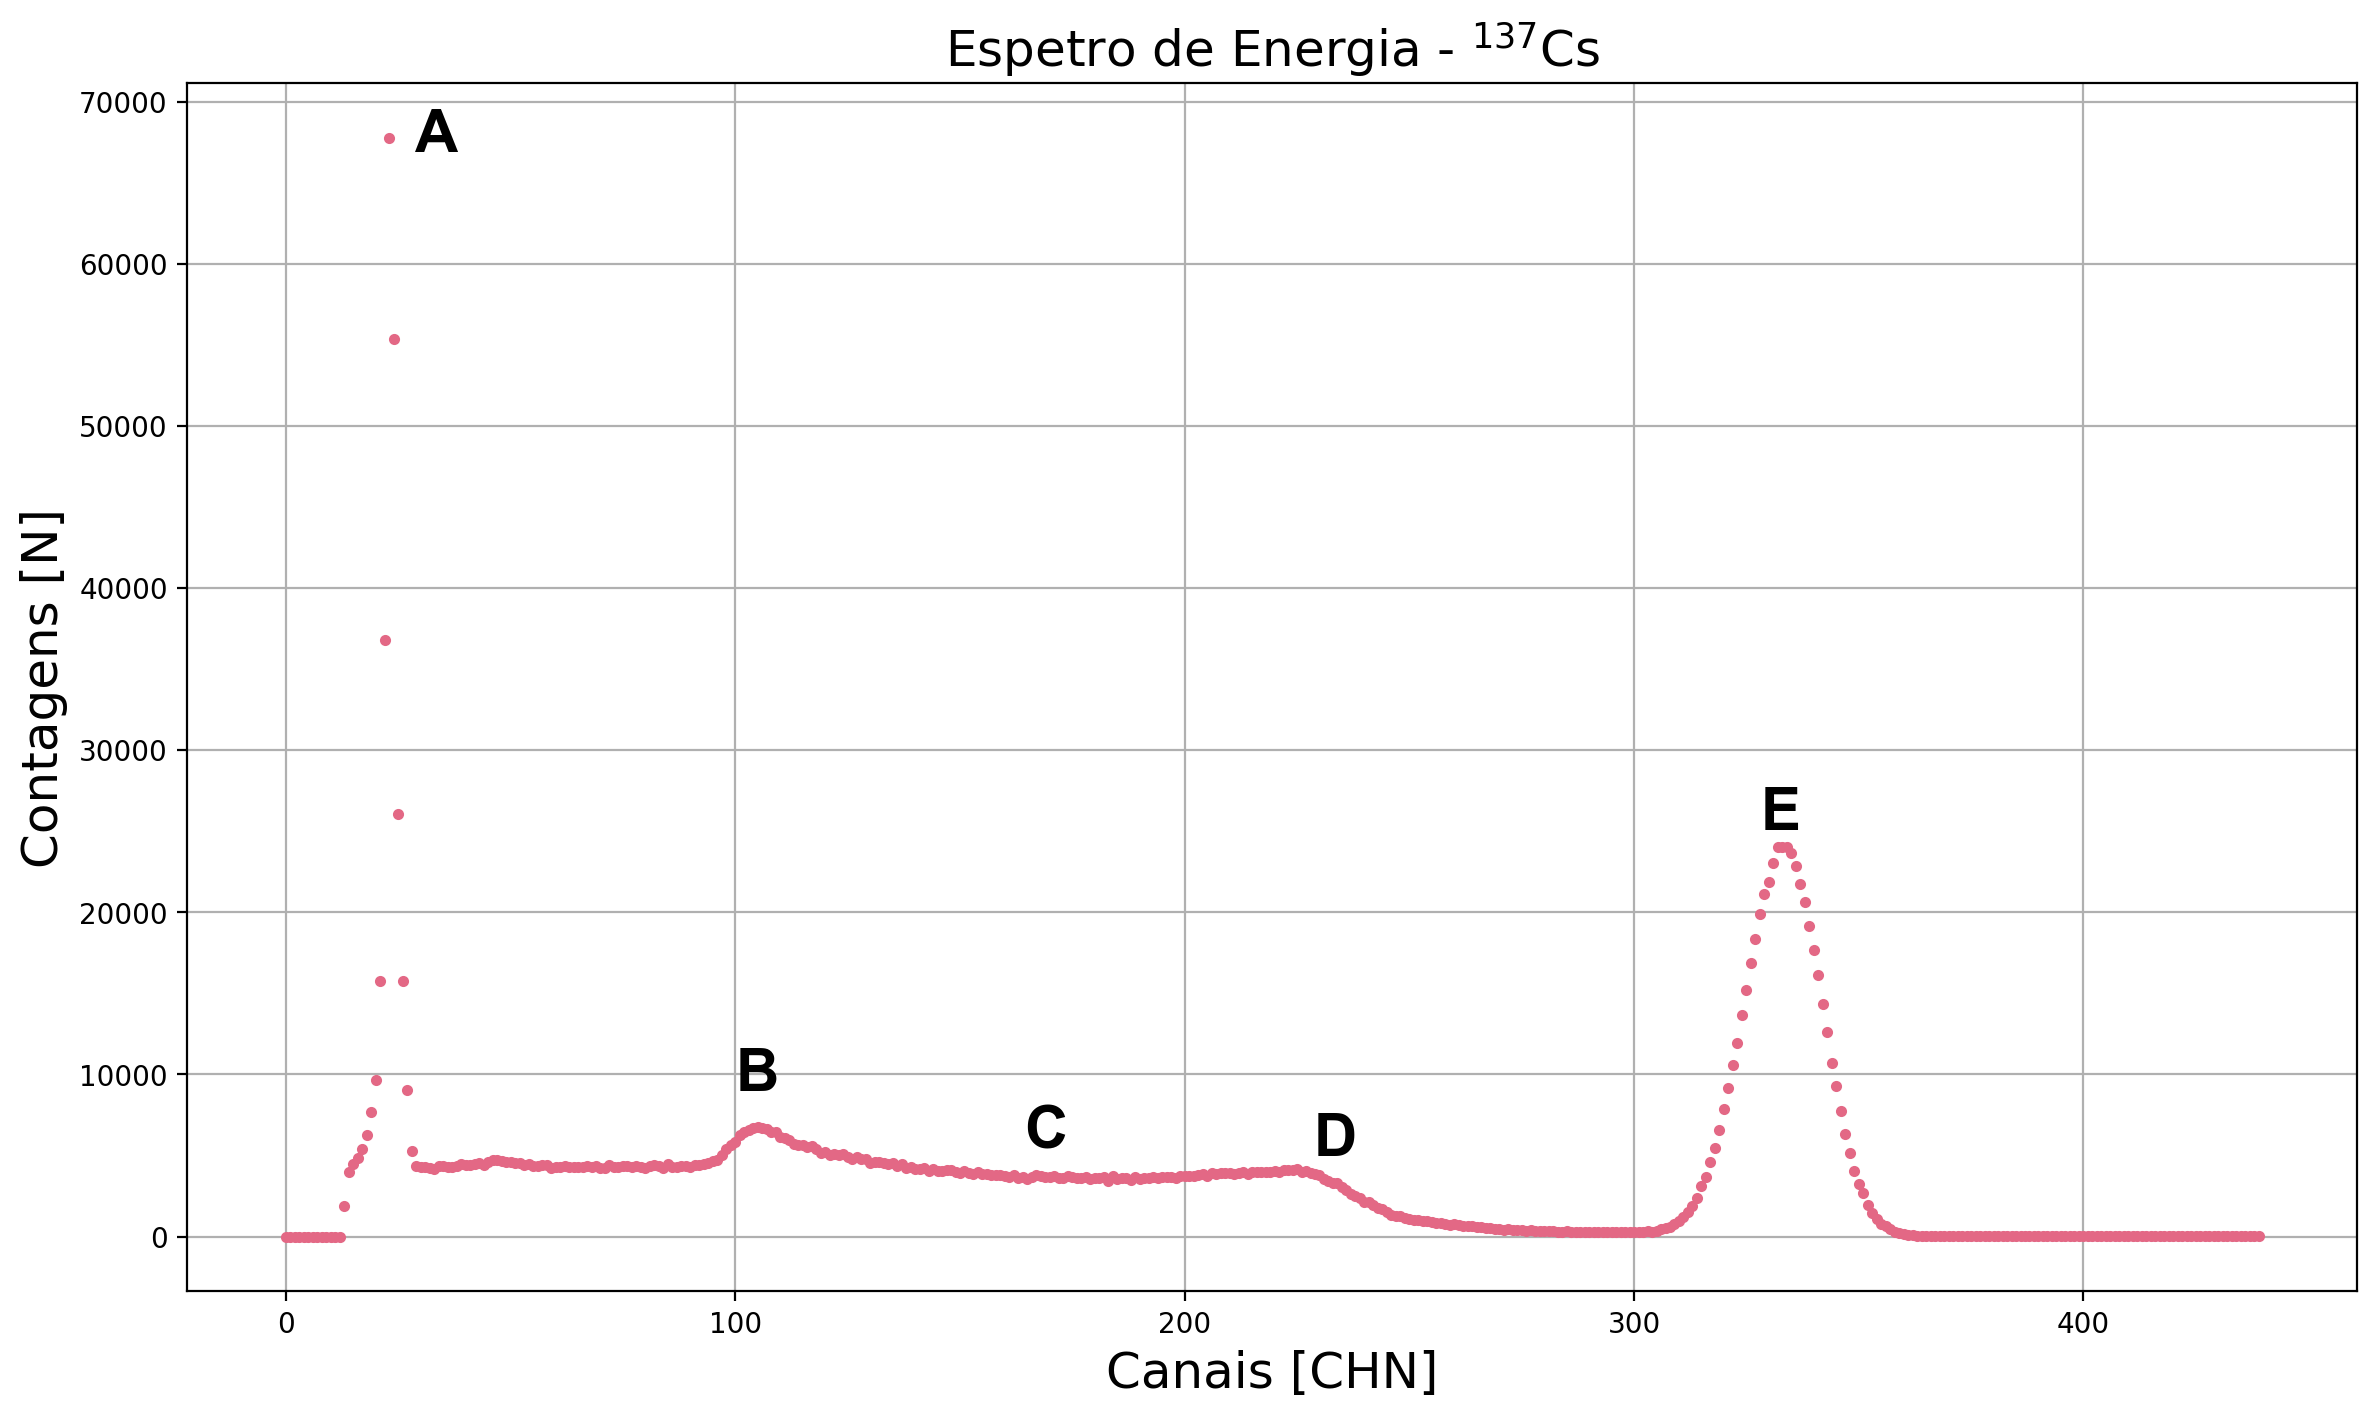 Espetro de Energia - ¹³⁷Cs
70000
60000
50000
40000
30000
20000
10000
0
Contagens [N]
A
B
C
D
E
0 100 200 300 400
Canais [CHN]